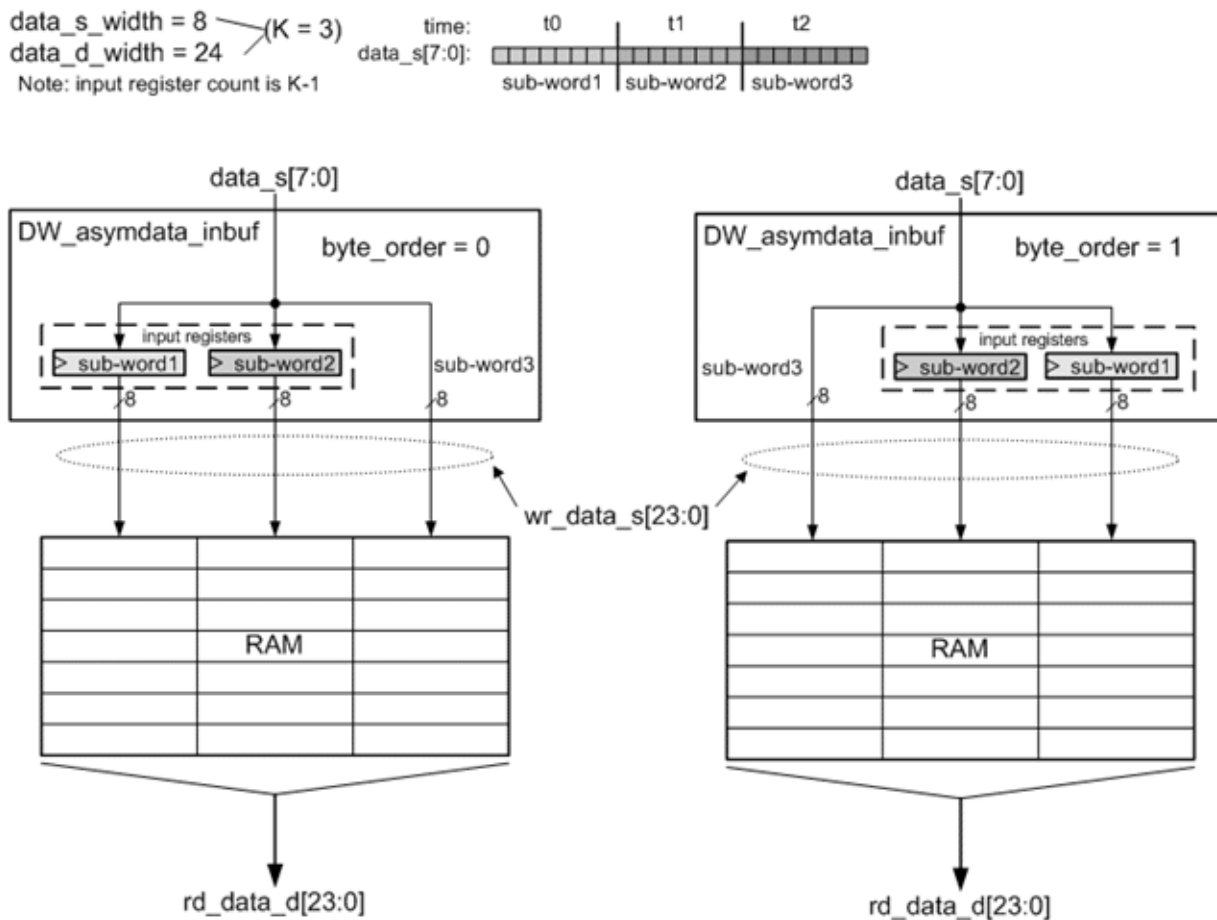 data_s_width = 8
(K = 3)
data_d_width = 24
Note: input register count is K-1
time: t0 t1 t2
data_s[7:0]:
sub-word1 sub-word2 sub-word3
data_s[7:0]
DW_asymdata_inbuf
byte_order = 0
input registers
sub-word1 sub-word2 sub-word3
8 8 8
data_s[7:0]
DW_asymdata_inbuf
byte_order = 1
input registers
sub-word3 sub-word2 sub-word1
8 8 8
wr_data_s[23:0]
RAM
RAM
rd_data_d[23:0]
rd_data_d[23:0]